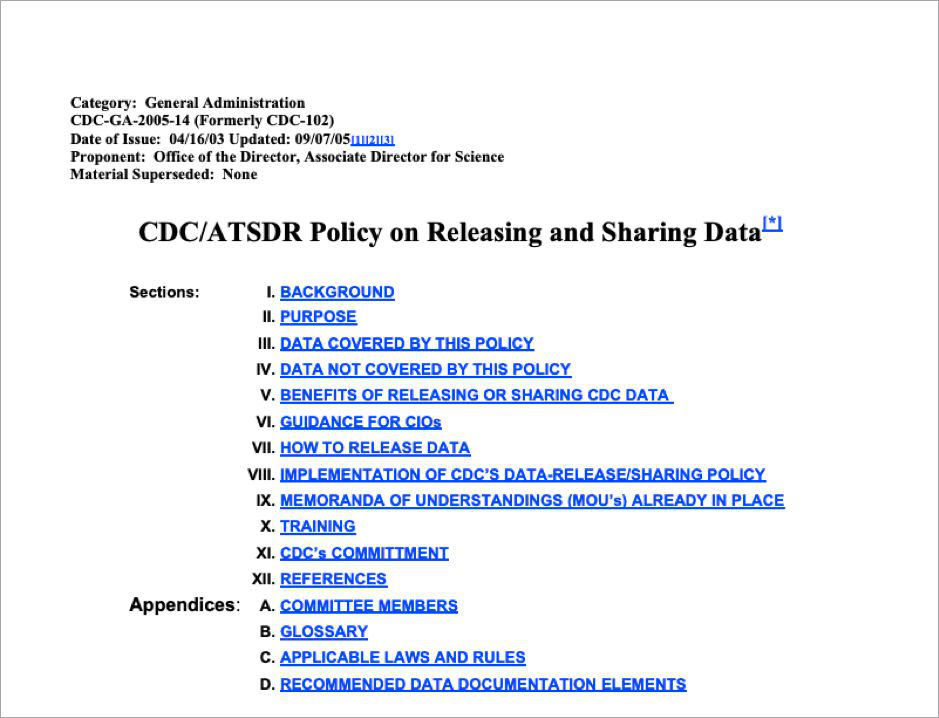 Category:  General Administration
CDC-GA-2005-14 (Formerly CDC-102)
Date of Issue:  04/16/03 Updated: 09/07/05[1][2][3]
Proponent:  Office of the Director, Associate Director for Science
Material Superseded:  None
CDC/ATSDR Policy on Releasing and Sharing Data[*]
Sections: I. BACKGROUND
II. PURPOSE
III. DATA COVERED BY THIS POLICY
IV. DATA NOT COVERED BY THIS POLICY
V. BENEFITS OF RELEASING OR SHARING CDC DATA
VI. GUIDANCE FOR CIOs
VII. HOW TO RELEASE DATA
VIII. IMPLEMENTATION OF CDC'S DATA-RELEASE/SHARING POLICY
IX. MEMORANDA OF UNDERSTANDINGS (MOU's) ALREADY IN PLACE
X. TRAINING
XI. CDC's COMMITTMENT
XII. REFERENCES
Appendices: A. COMMITTEE MEMBERS
B. GLOSSARY
C. APPLICABLE LAWS AND RULES
D. RECOMMENDED DATA DOCUMENTATION ELEMENTS